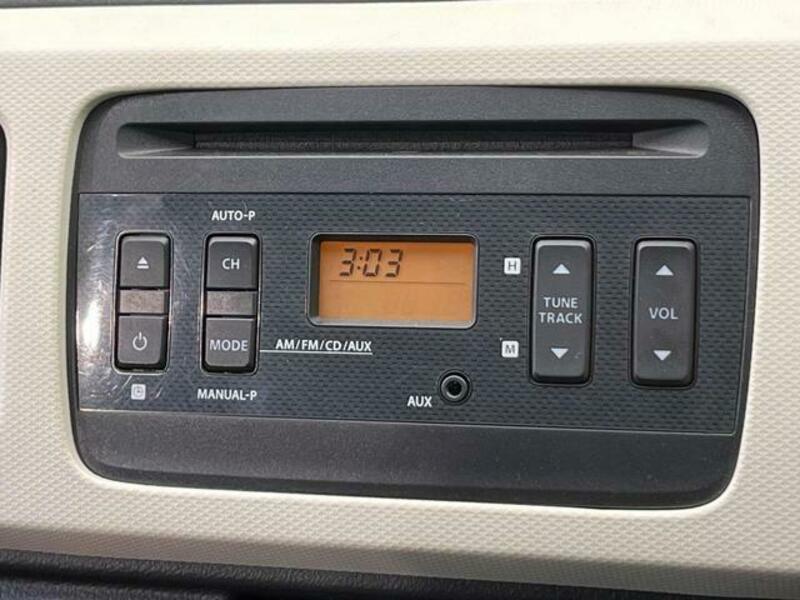 AUTO-P
CH
3:03
H
TUNE
TRACK
VOL
MODE
AM/FM/CD/AUX
M
MANUAL-P
AUX